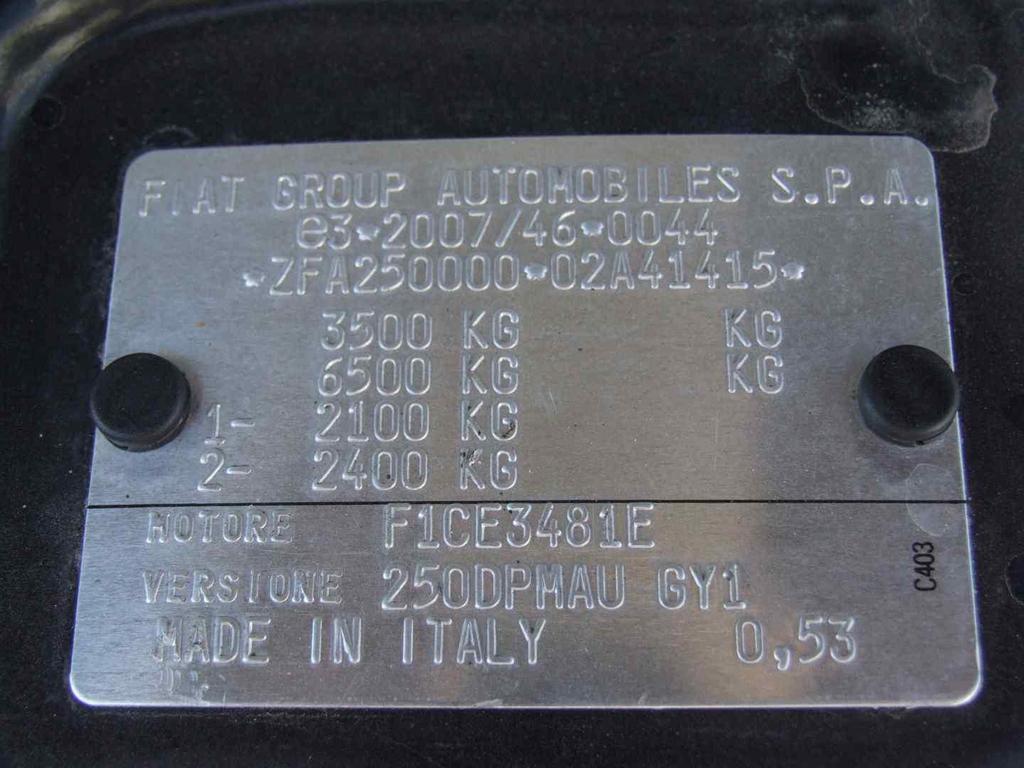 FIAT GROUP AUTOMOBILES S.P.A.
e3*2007/46*0044
*ZFA250000*02A41415*
3500 KG KG
6500 KG KG
1- 2100 KG
2- 2400 KG
MOTORE F1CE3481E
VERSIONE 250DPMAU GY1
MADE IN ITALY 0,53
C403